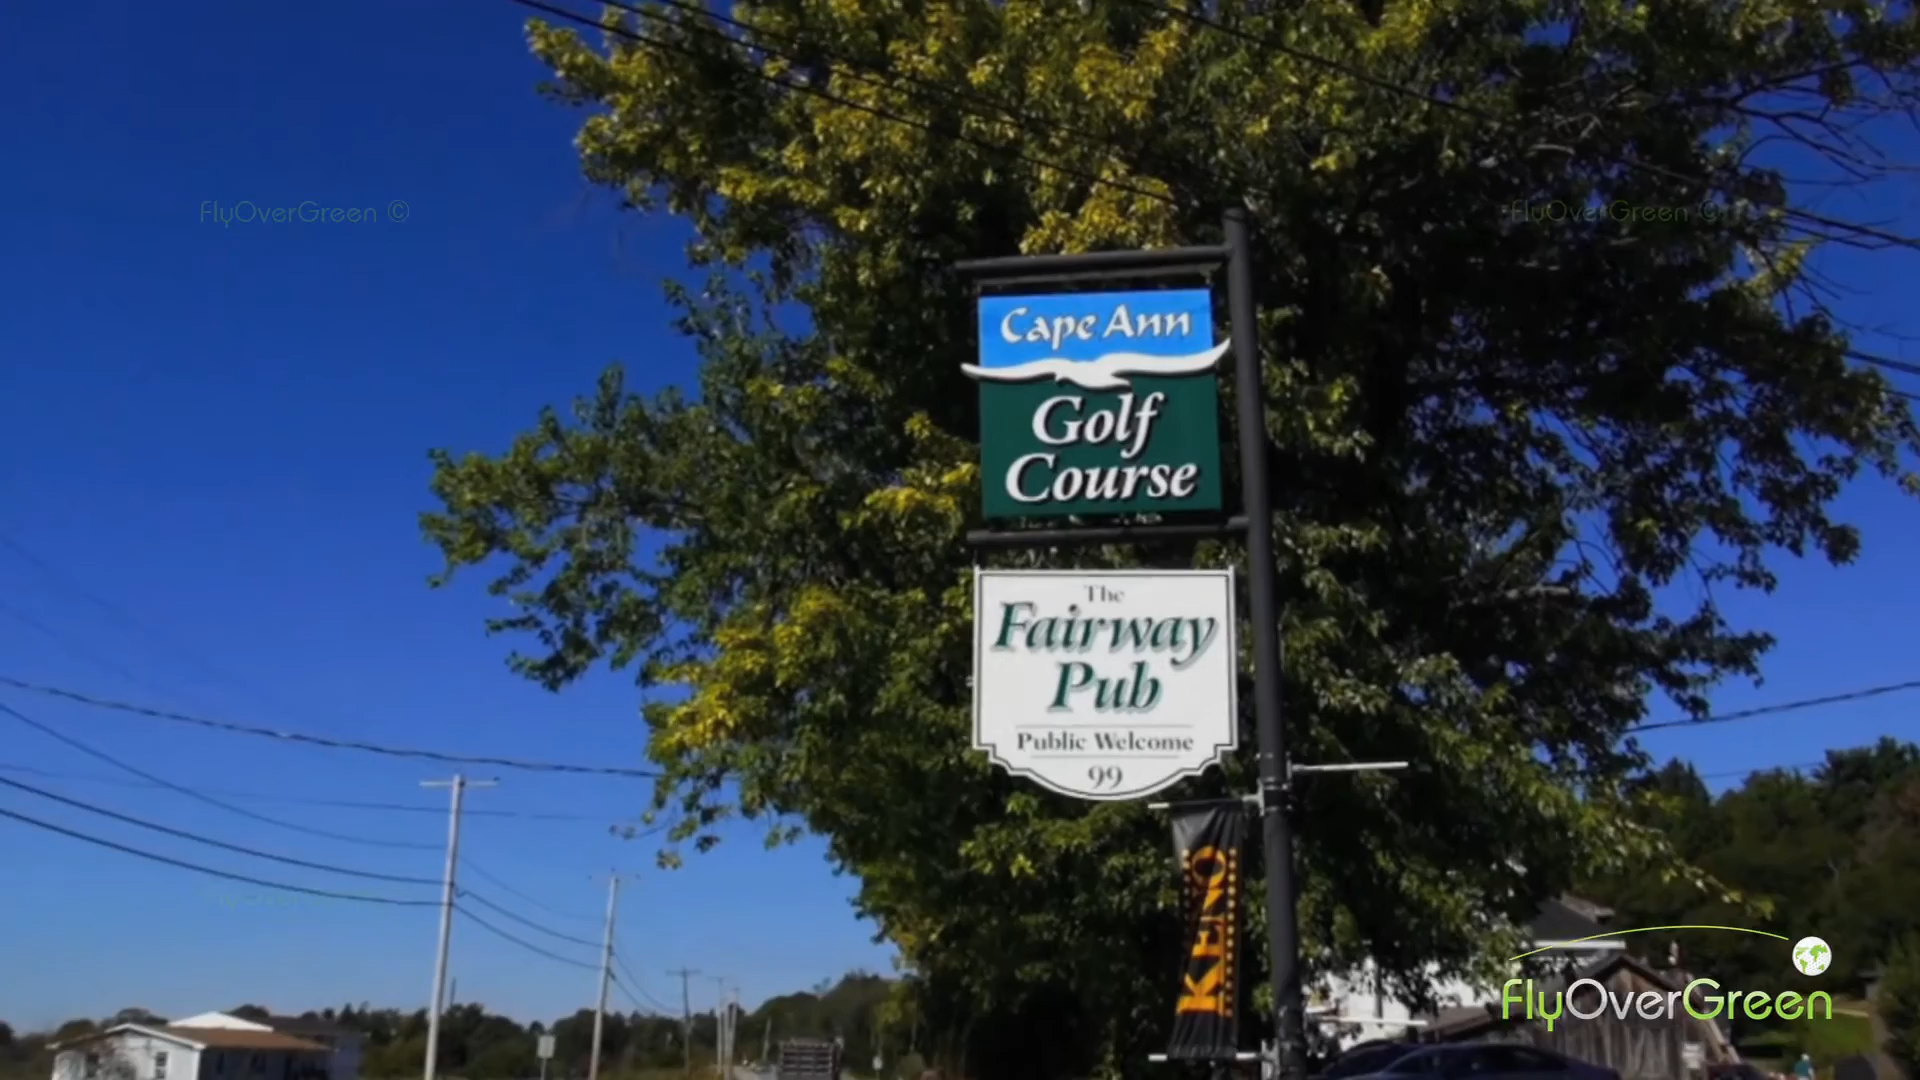 FlyOverGreen ©
FlyOverGreen ©
Cape Ann
Golf
Course
The
Fairway
Pub
Public Welcome
99
KENO
FlyOverGreen